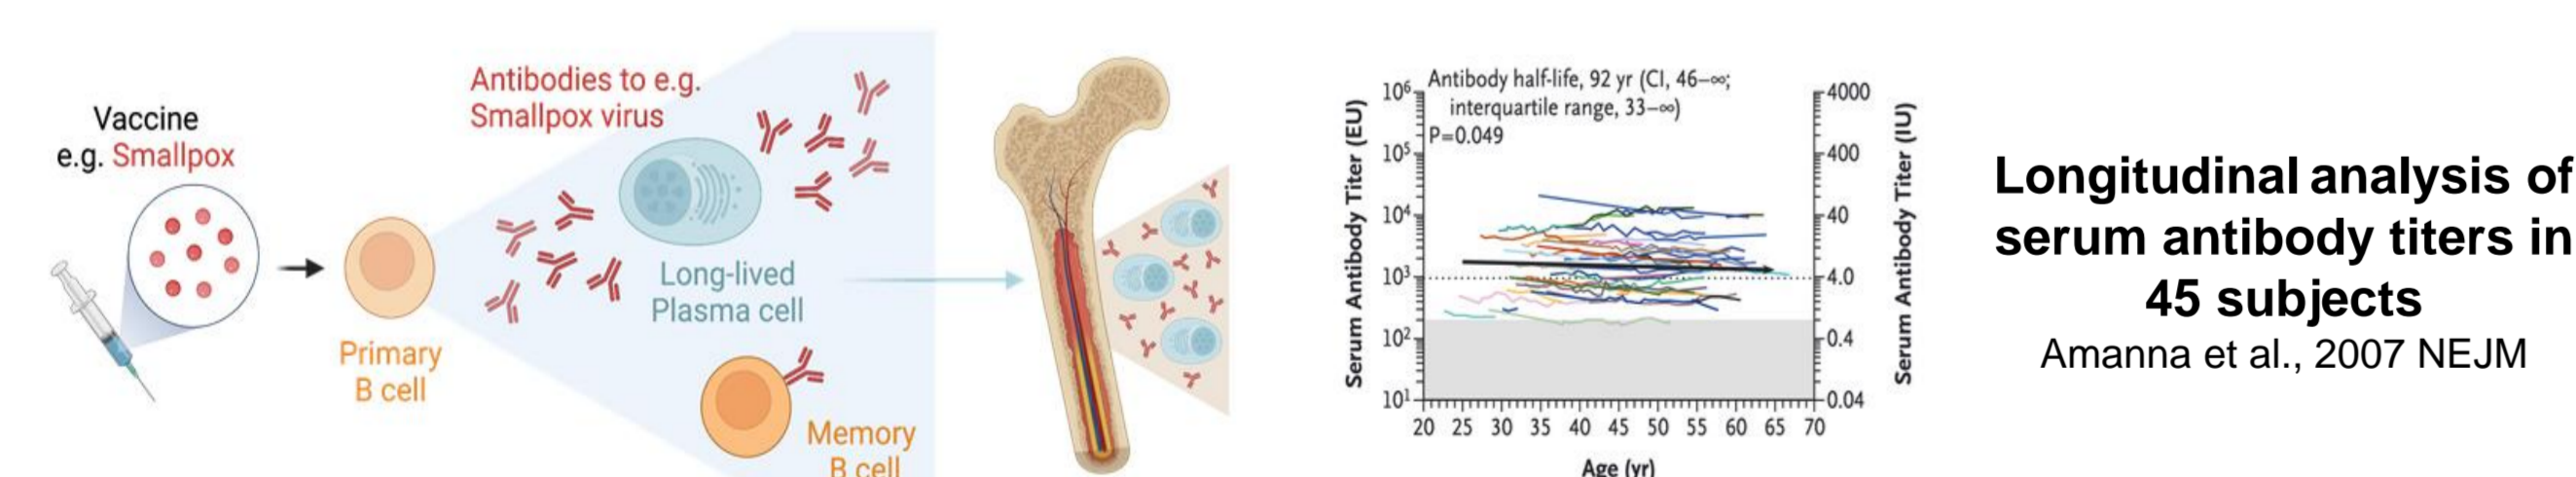 Vaccine
e.g. Smallpox
Antibodies to e.g.
Smallpox virus
Primary
B cell
Long-lived
Plasma cell
Memory
B cell
Serum Antibody Titer (EU)
10⁶
10⁵
10⁴
10³
10²
10¹
Antibody half-life, 92 yr (CI, 46–∞;
interquartile range, 33–∞)
P=0.049
4000
400
40
4.0
0.4
0.04
Serum Antibody Titer (IU)
20 25 30 35 40 45 50 55 60 65 70
Age (yr)
Longitudinal analysis of
serum antibody titers in
45 subjects
Amanna et al., 2007 NEJM